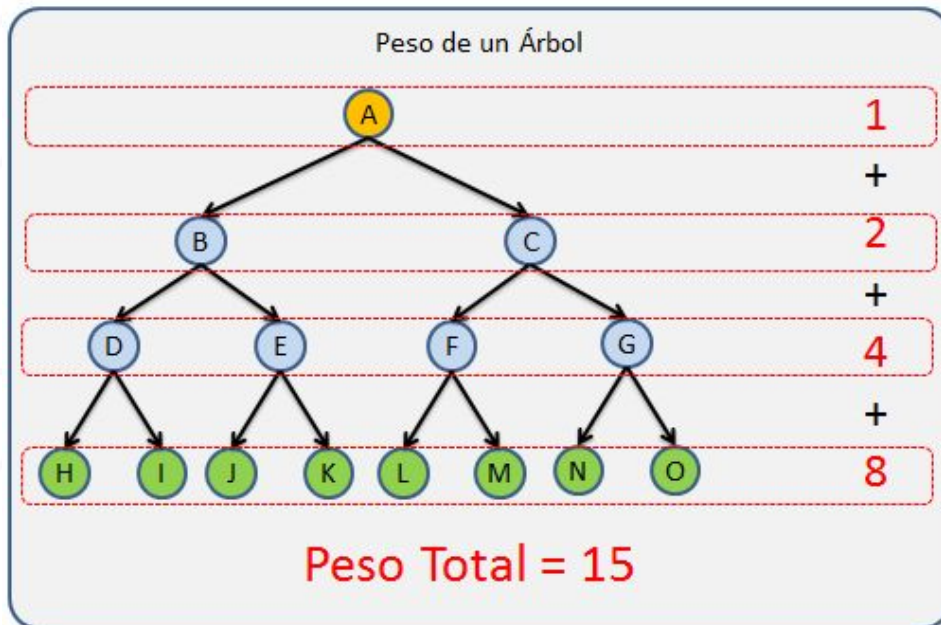 Peso de un Árbol
A
1
+
B
C
2
+
D
E
F
G
4
+
H
I
J
K
L
M
N
O
8
Peso Total = 15